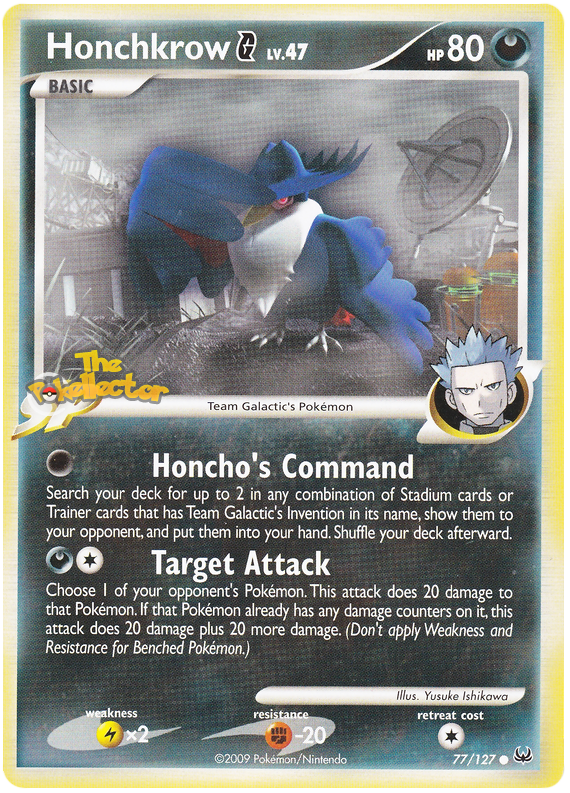 Honchkrow G LV.47 HP 80
BASIC
The
Pokéllector
SP
Team Galactic's Pokémon
Honcho's Command
Search your deck for up to 2 in any combination of Stadium cards or
Trainer cards that has Team Galactic's Invention in its name, show them to
your opponent, and put them into your hand. Shuffle your deck afterward.
Target Attack
Choose 1 of your opponent's Pokémon. This attack does 20 damage to
that Pokémon. If that Pokémon already has any damage counters on it, this
attack does 20 damage plus 20 more damage. (Don't apply Weakness and
Resistance for Benched Pokémon.)
Illus. Yusuke Ishikawa
weakness resistance retreat cost
×2 -20
©2009 Pokémon/Nintendo 77/127